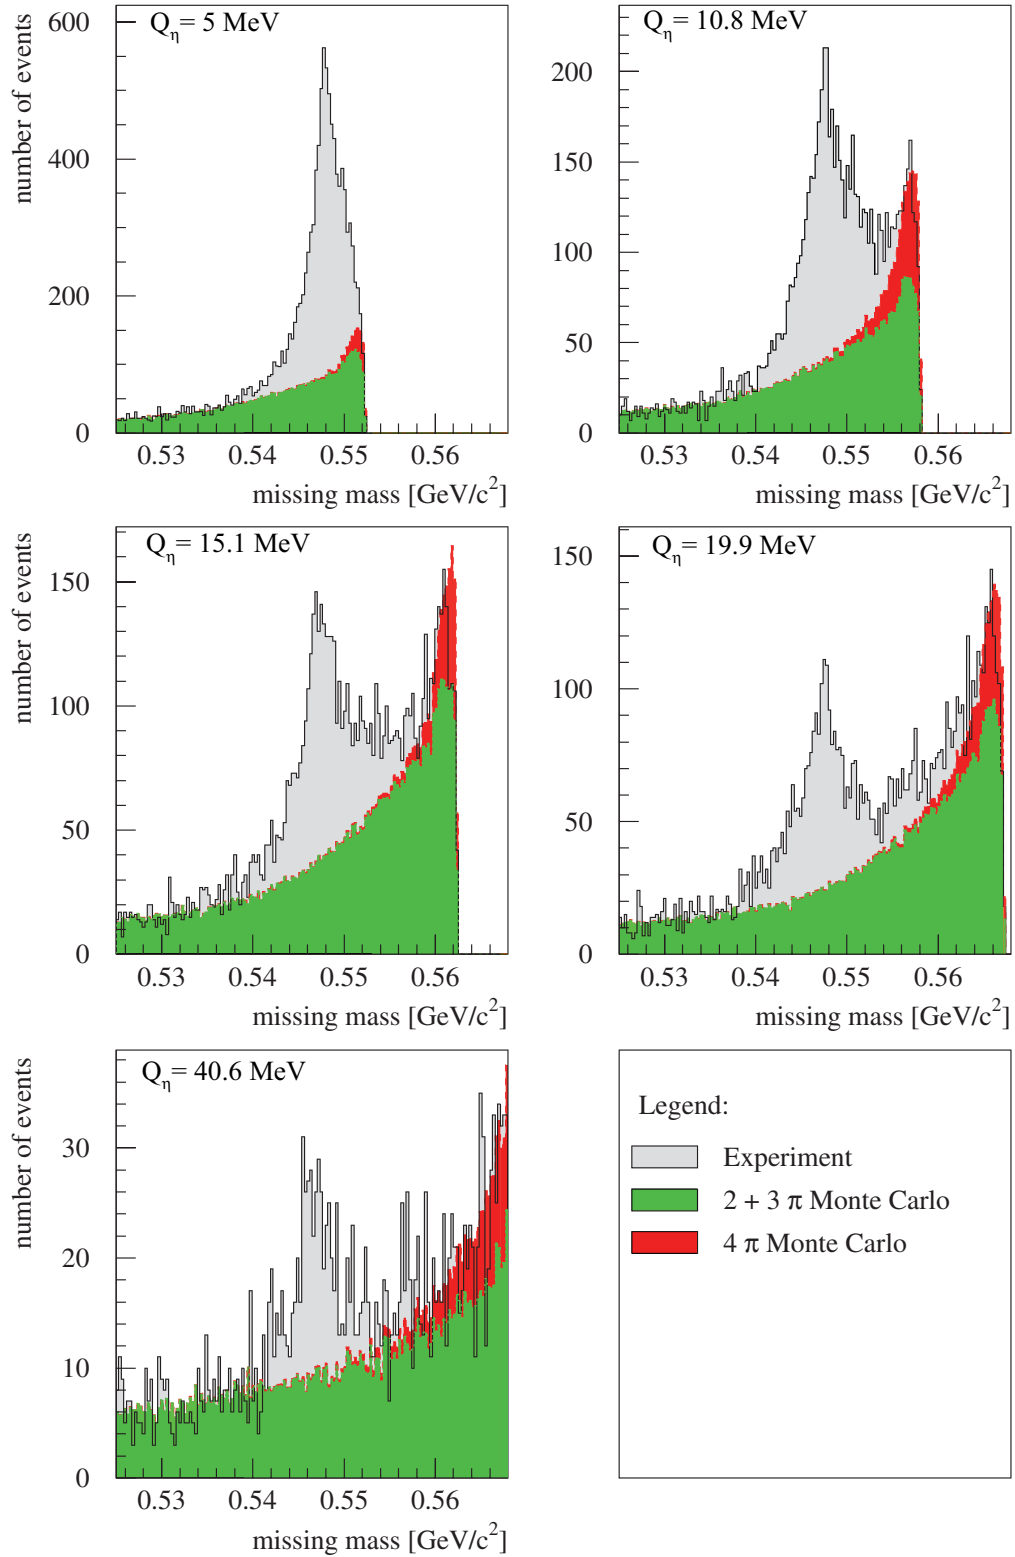 Qη= 5 MeV
number of events
600
400
200
0
0.53 0.54 0.55 0.56
missing mass [GeV/c²]
Qη= 10.8 MeV
200
150
100
50
0
0.53 0.54 0.55 0.56
missing mass [GeV/c²]
Qη= 15.1 MeV
number of events
150
100
50
0
0.53 0.54 0.55 0.56
missing mass [GeV/c²]
Qη= 19.9 MeV
150
100
50
0
0.53 0.54 0.55 0.56
missing mass [GeV/c²]
Qη= 40.6 MeV
number of events
30
20
10
0
0.53 0.54 0.55 0.56
missing mass [GeV/c²]
Legend:
Experiment
2 + 3 π Monte Carlo
4 π Monte Carlo